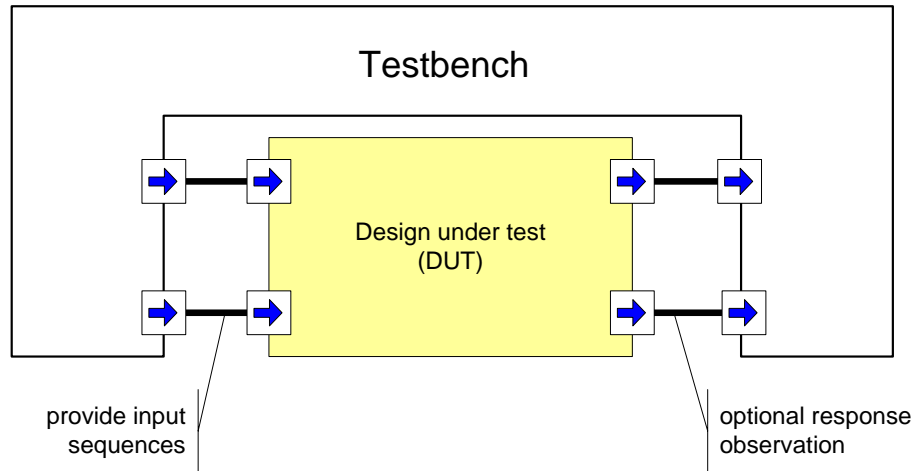 Testbench
Design under test
(DUT)
provide input
sequences
optional response
observation